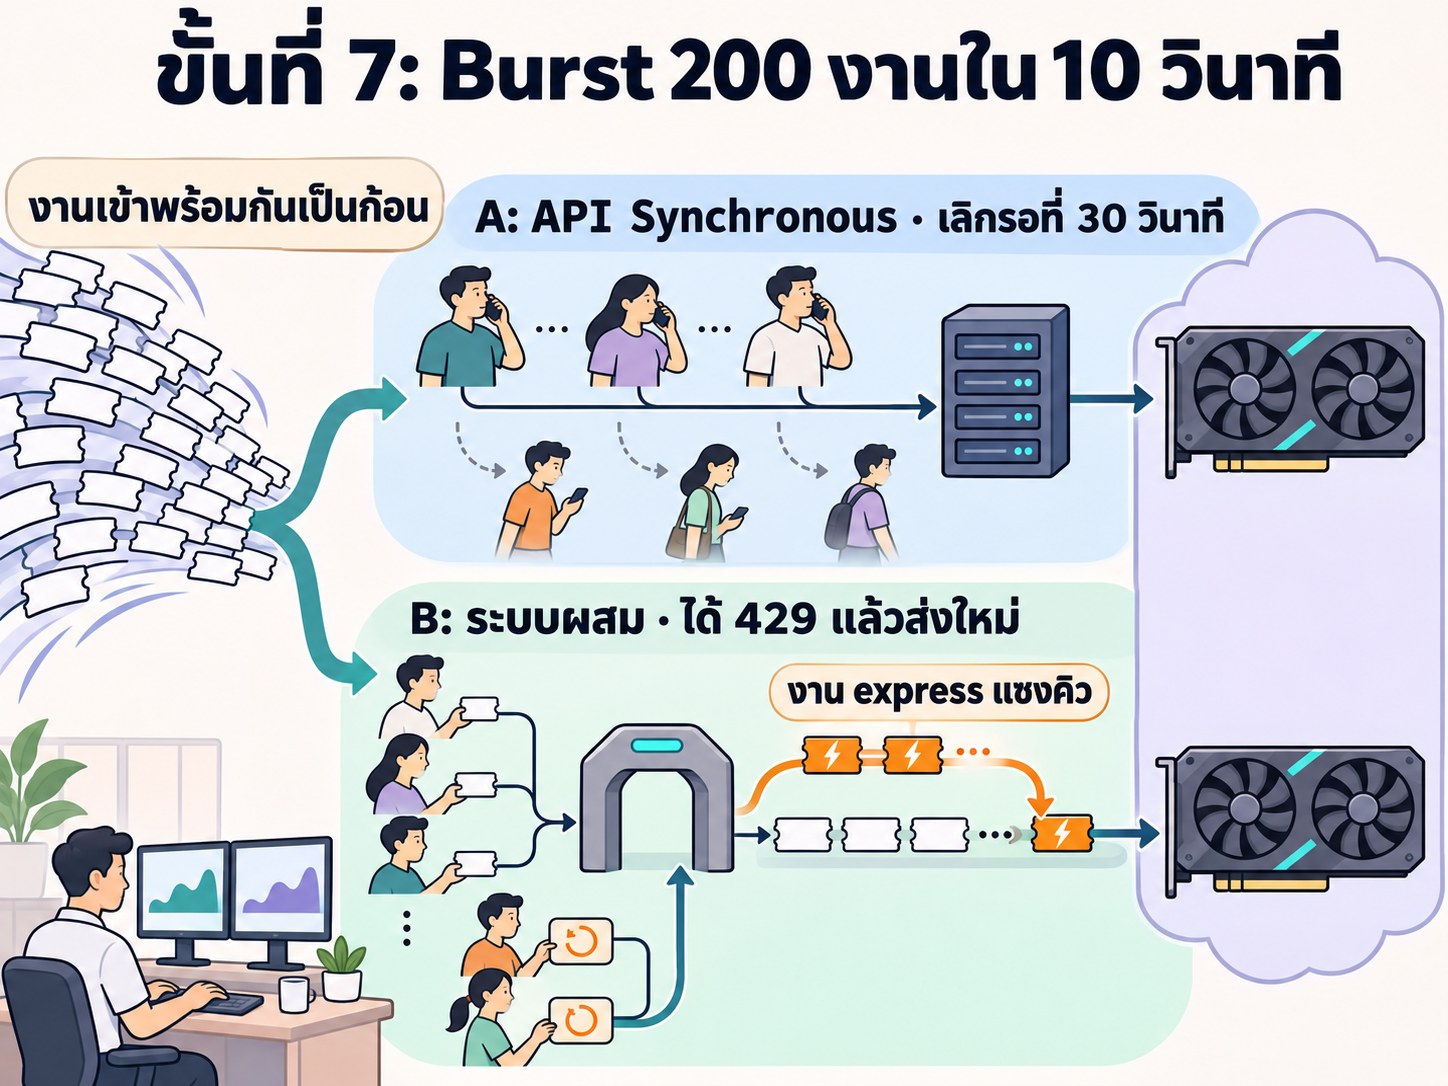 ขั้นที่ 7: Burst 200 งานใน 10 วินาที
งานเข้าพร้อมกันเป็นก้อน
A: API Synchronous · เลิกรอที่ 30 วินาที
B: ระบบผสม · ได้ 429 แล้วส่งใหม่
งาน express แซงคิว